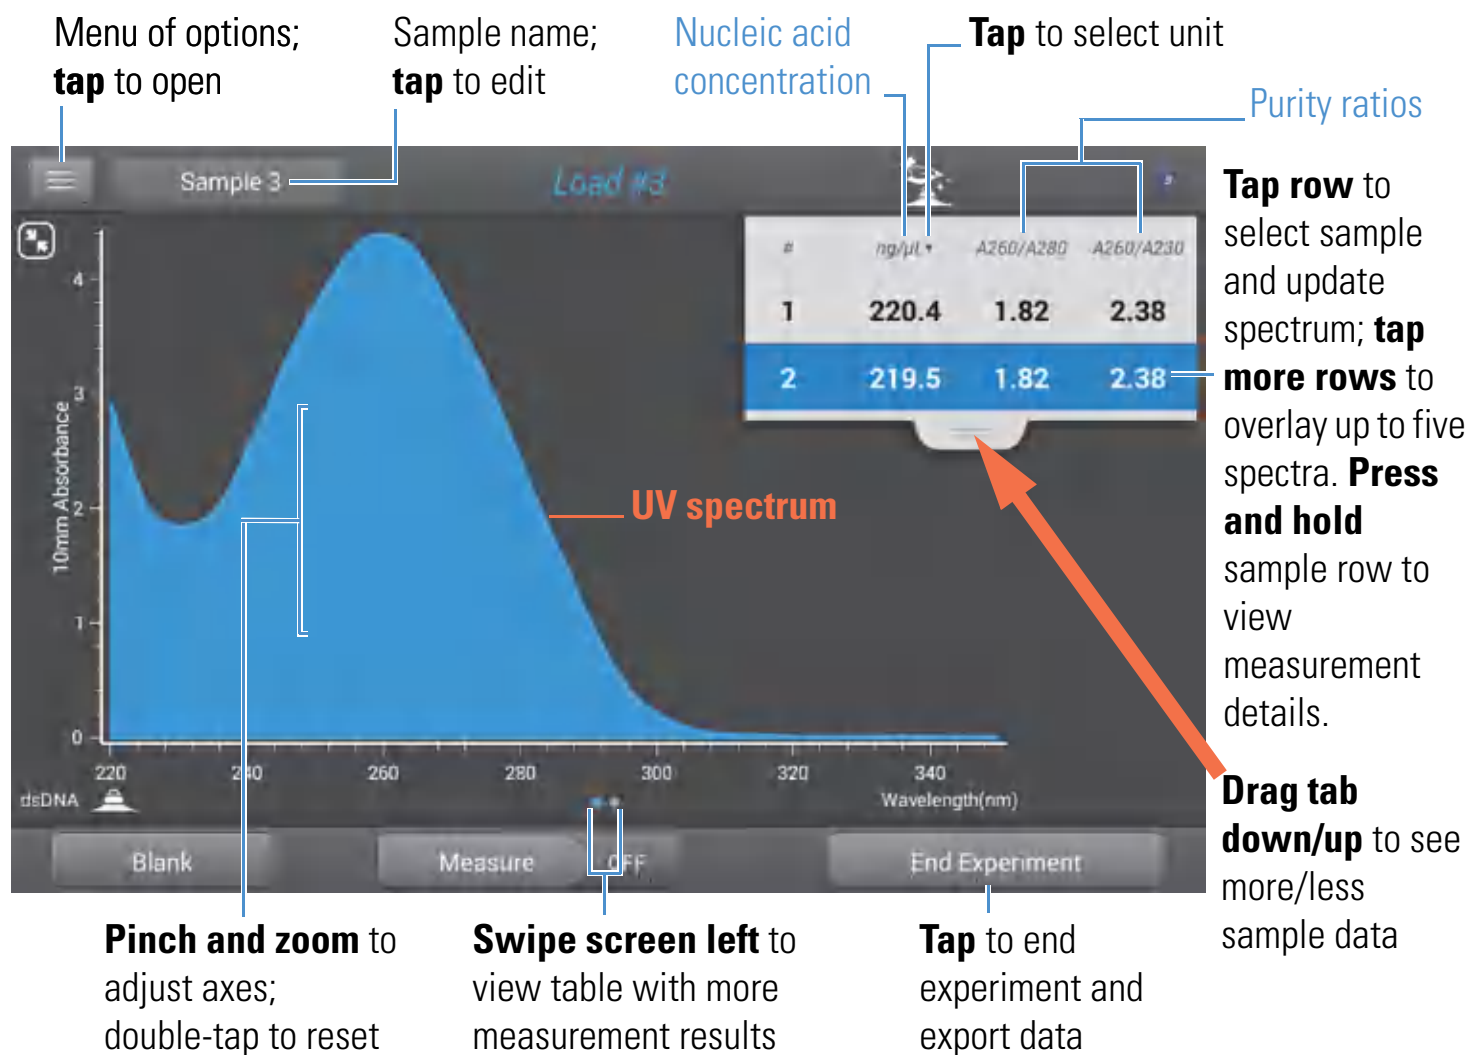 Menu of options;
tap to open
Sample name;
tap to edit
Nucleic acid
concentration
Tap to select unit
Purity ratios
Sample 3
Load #3
# ng/µL A260/A280 A260/A230
1 220.4 1.82 2.38
2 219.5 1.82 2.38
Tap row to
select sample
and update
spectrum; tap
more rows to
overlay up to five
spectra. Press
and hold
sample row to
view
measurement
details.
Drag tab
down/up to see
more/less
sample data
UV spectrum
10mm Absorbance
4
3
2
1
0
220 240 260 280 300 320 340
Wavelength(nm)
dsDNA
Blank
Measure
OFF
End Experiment
Pinch and zoom to
adjust axes;
double-tap to reset
Swipe screen left to
view table with more
measurement results
Tap to end
experiment and
export data